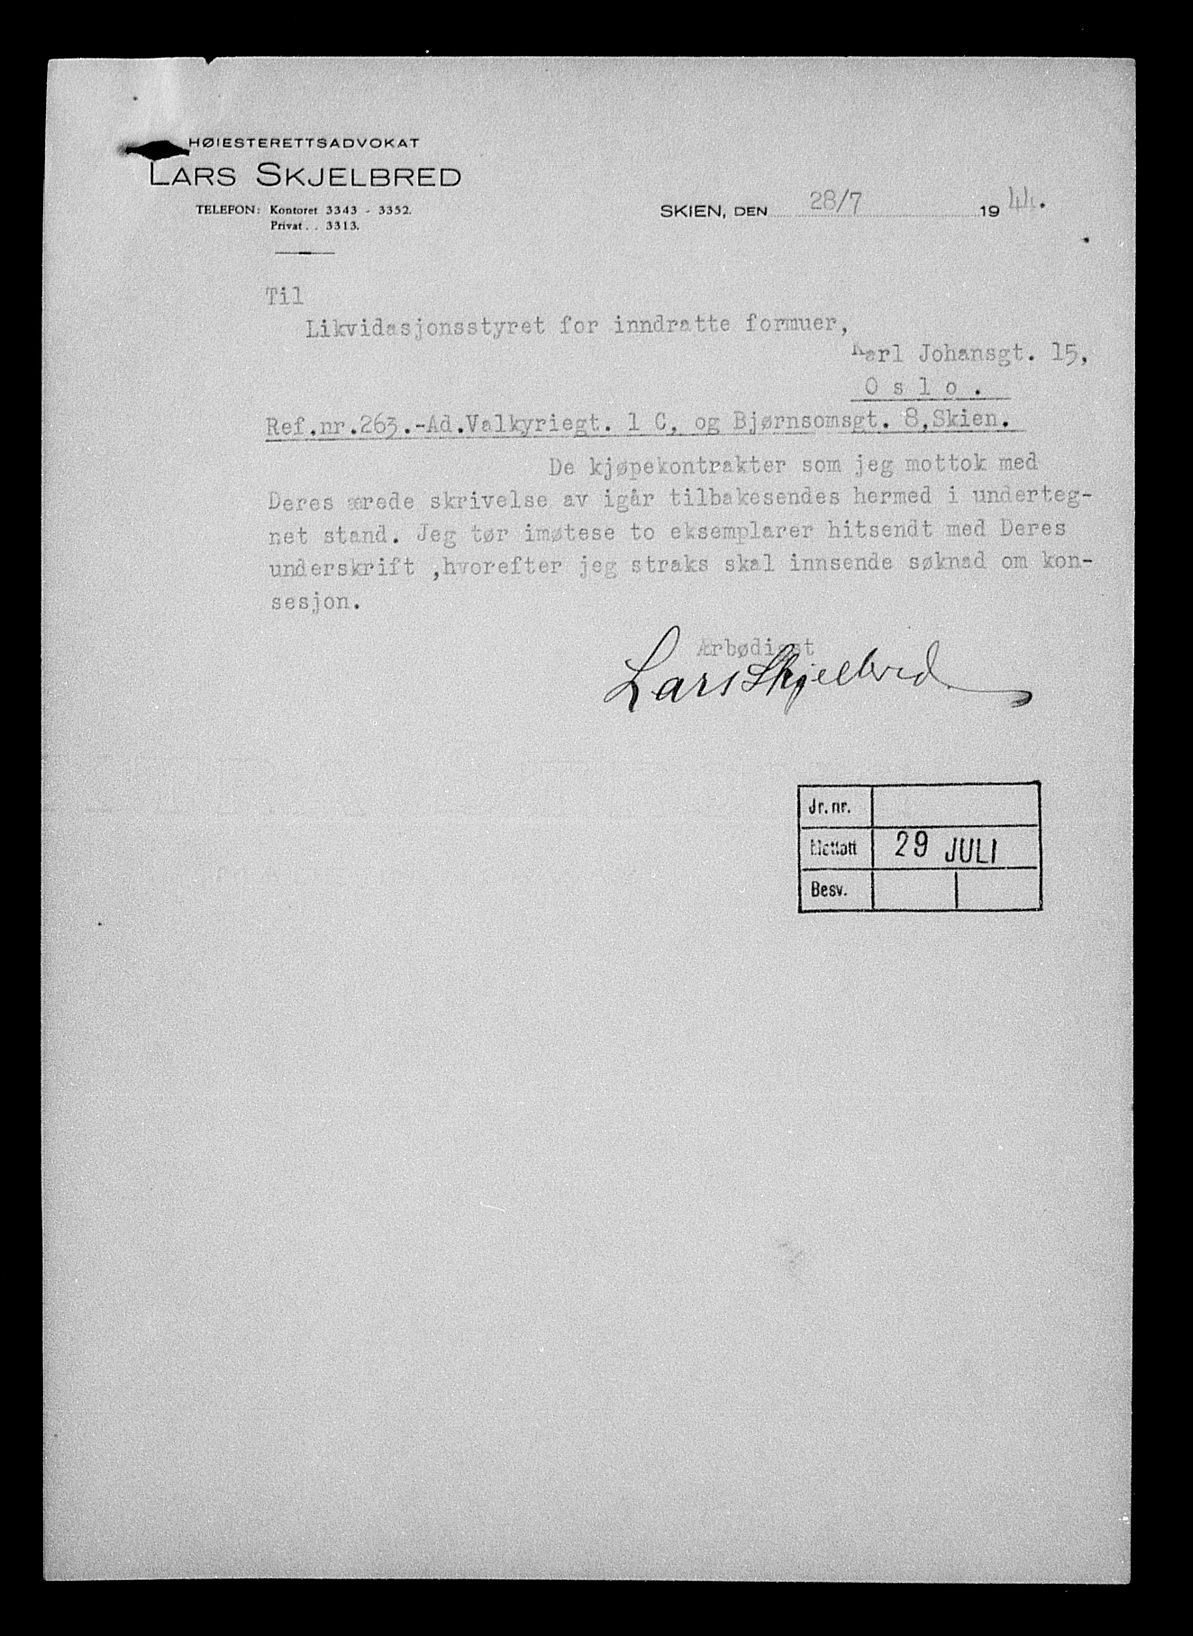 HØIESTERETTSADVOKAT
LARS SKJELBRED
TELEFON: Kontoret 3343 - 3352.
Privat . . 3313.
SKIEN, DEN 28/7 19 44.
Til
Likvidasjonsstyret for inndratte formuer,
Karl Johansgt. 15,
O s l o .
Ref.nr.263.-Ad.Valkyriegt. 1 C, og Bjørnsomsgt. 8,Skien.
De kjøpekontrakter som jeg mottok med
Deres ærede skrivelse av igår tilbakesendes hermed i underteg-
net stand. Jeg tør imøtese to eksemplarer hitsendt med Deres
underskrift ,hvorefter jeg straks skal innsende søknad om kon-
sesjon.
Ærbødigst
Lars Skjelbred
Jr. nr.
Mottatt 29 JULI
Besv.